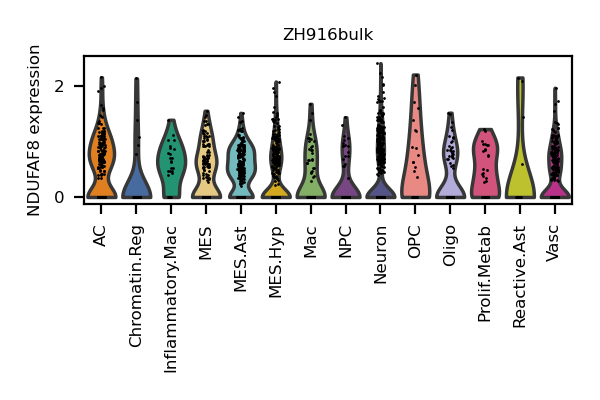 ZH916bulk
NDUFAF8 expression
2
0
AC
Chromatin.Reg
Inflammatory.Mac
MES
MES.Ast
MES.Hyp
Mac
NPC
Neuron
OPC
Oligo
Prolif.Metab
Reactive.Ast
Vasc